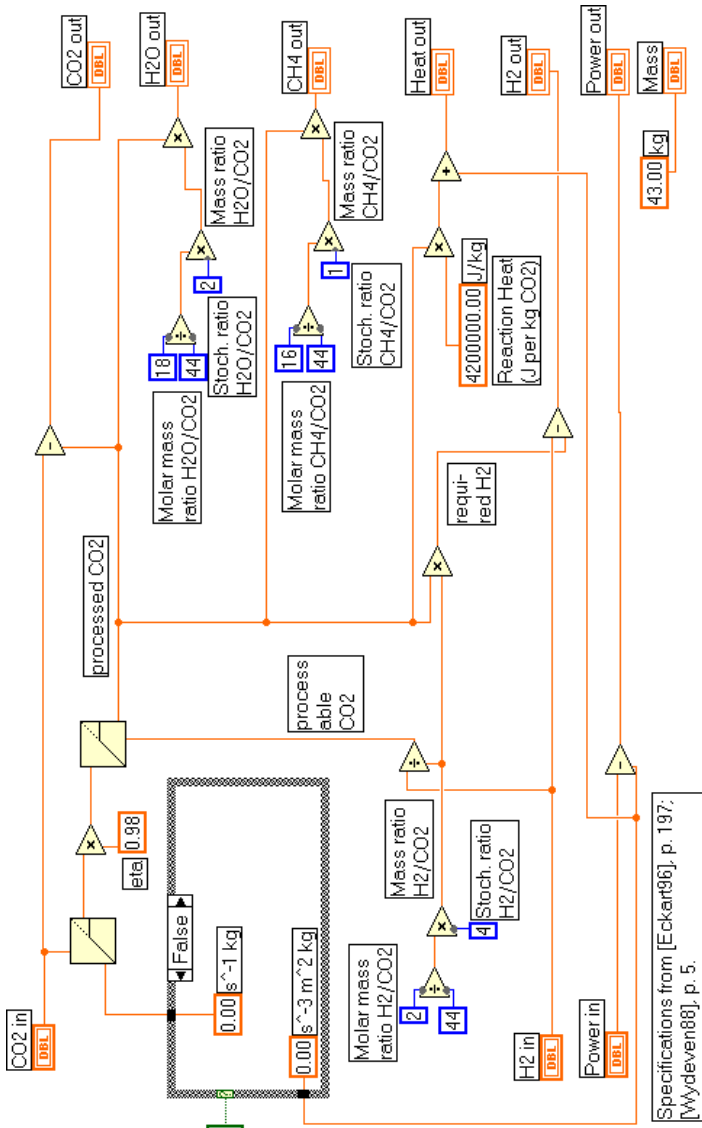 CO2 in
DBL
eta
0.98
processed CO2
CO2 out
DBL
H2O out
DBL
False
0.00 s^-1 kg
0.00 s^-3 m^2 kg
18
44
÷
Molar mass
ratio H2O/CO2
2
×
Stoch. ratio
H2O/CO2
Mass ratio
H2O/CO2
×
CH4 out
DBL
16
44
÷
Molar mass
ratio CH4/CO2
1
×
Stoch. ratio
CH4/CO2
Mass ratio
CH4/CO2
×
process
able
CO2
÷
Heat out
DBL
4200000.00 J/kg
Reaction Heat
(J per kg CO2)
×
+
Molar mass
ratio H2/CO2
2
44
÷
Mass ratio
H2/CO2
×
4
Stoch. ratio
H2/CO2
×
requi-
red H2
-
H2 in
DBL
H2 out
DBL
Power in
DBL
-
Power out
DBL
43.00 kg
Mass
DBL
Specifications from [Eckart96], p. 197;
[Wydeven88], p. 5.